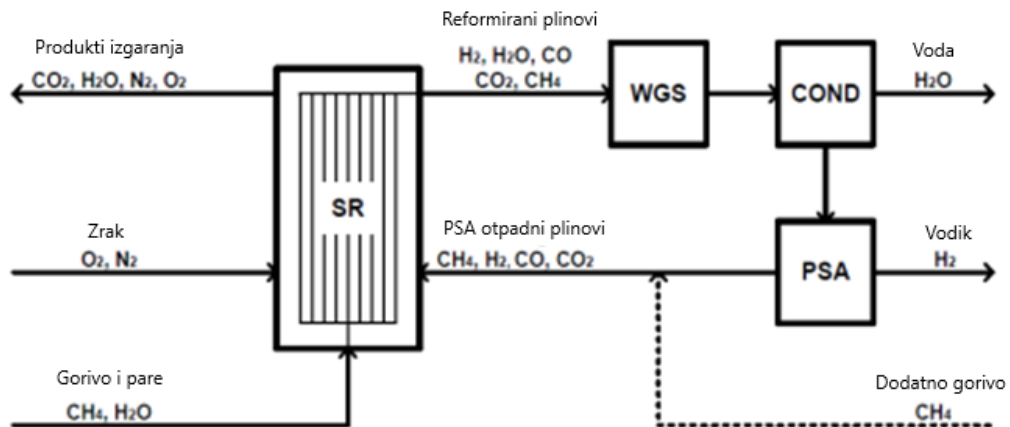 Reformirani plinovi
H₂, H₂O, CO
CO₂, CH₄
Produkti izgaranja
CO₂, H₂O, N₂, O₂
WGS
COND
Voda
H₂O
SR
Zrak
O₂, N₂
PSA otpadni plinovi
CH₄, H₂, CO, CO₂
PSA
Vodik
H₂
Gorivo i pare
CH₄, H₂O
Dodatno gorivo
CH₄